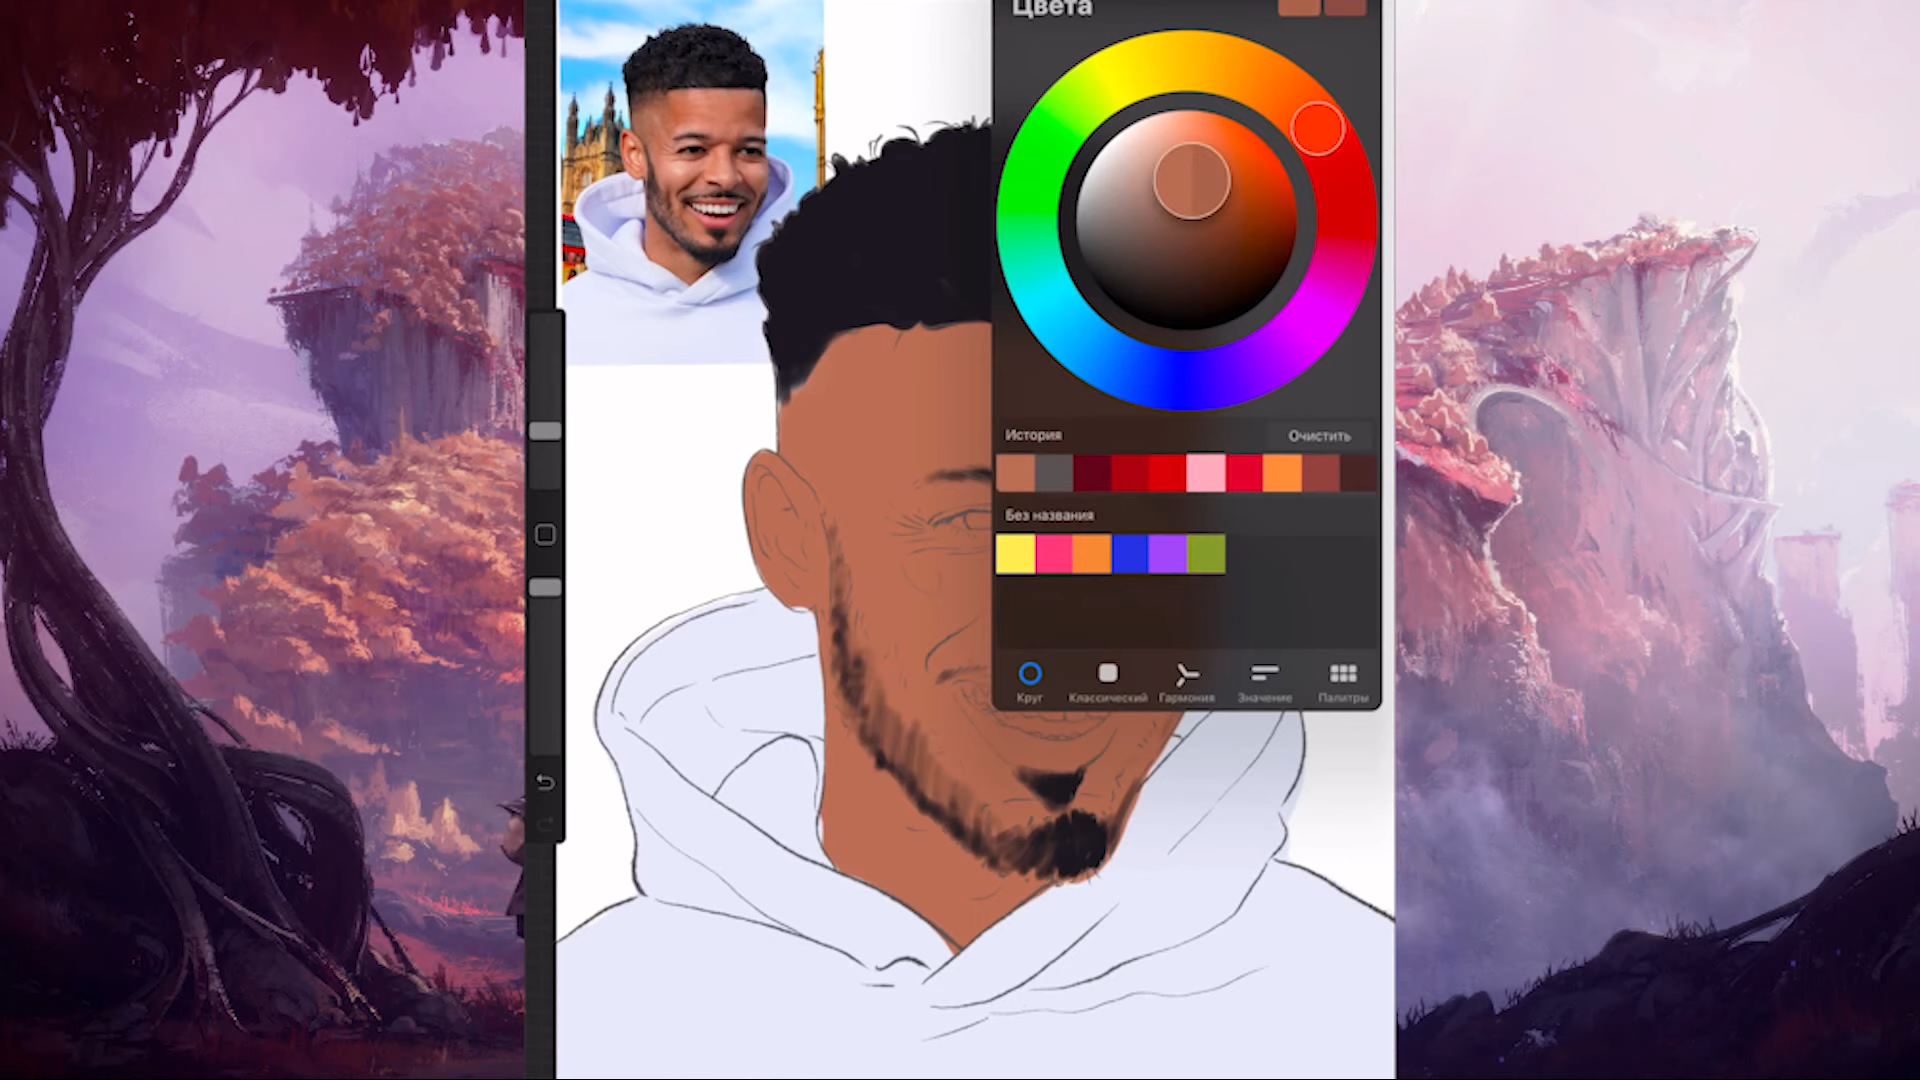 Цвета
История
Очистить
Без названия
Круг
Классический
Гармония
Значение
Палитры